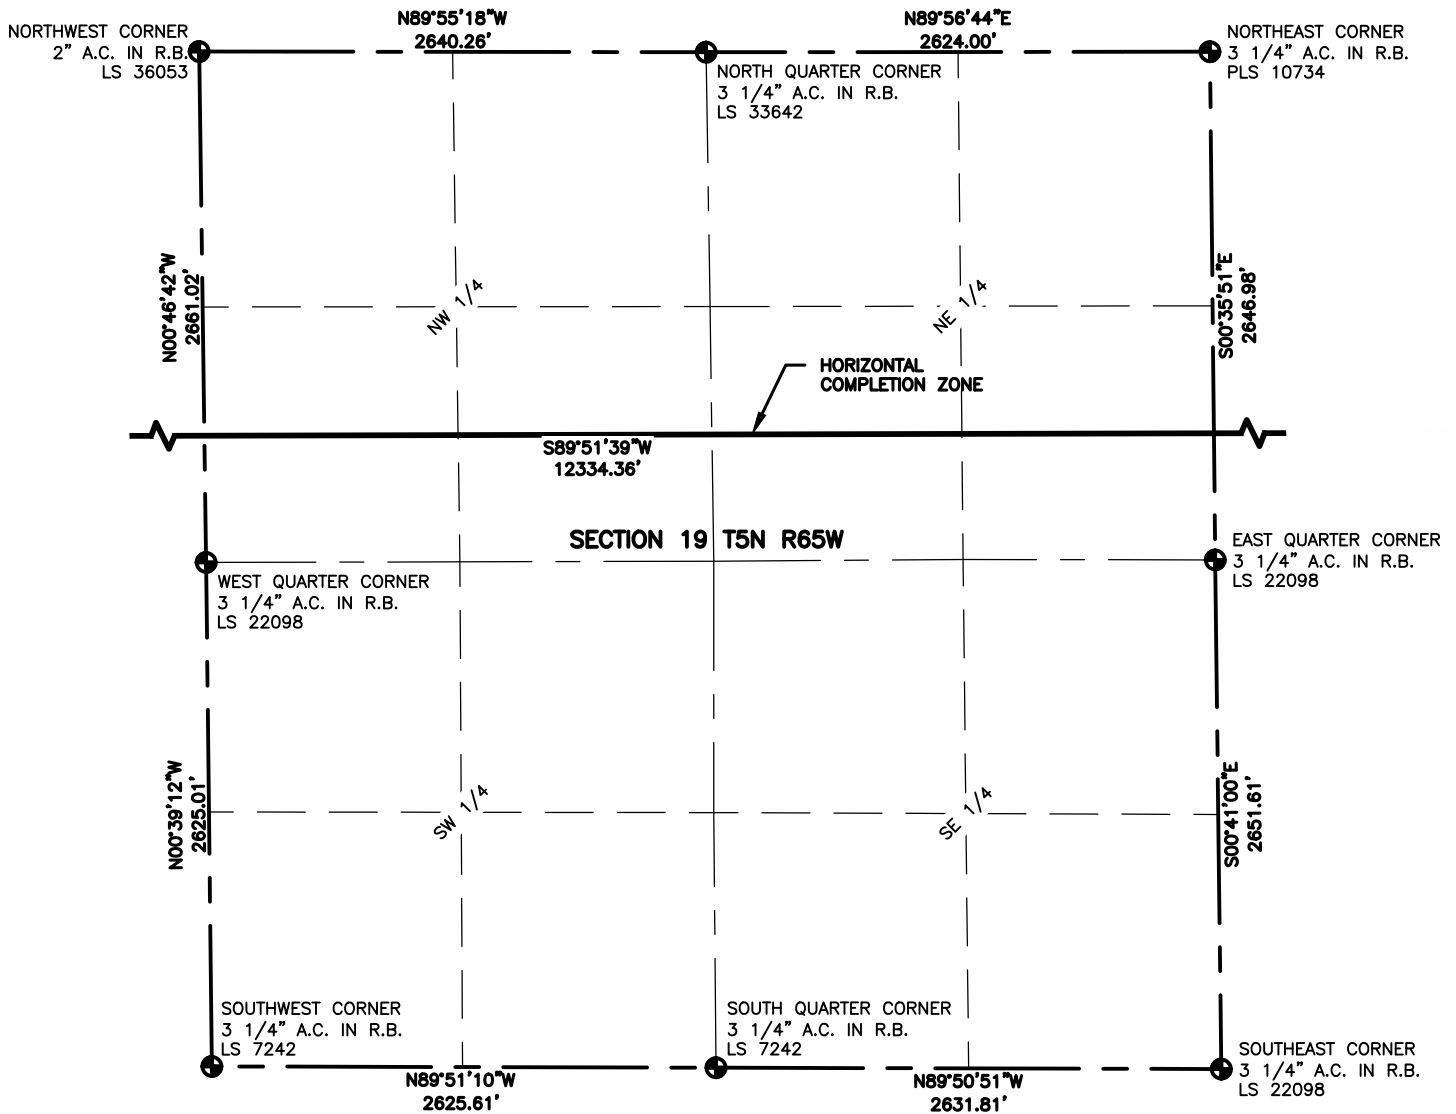 N89°55'18"W
2640.26'
N89°56'44"E
2624.00'
NORTHWEST CORNER
2" A.C. IN R.B.
LS 36053
NORTH QUARTER CORNER
3 1/4" A.C. IN R.B.
LS 33642
NORTHEAST CORNER
3 1/4" A.C. IN R.B.
PLS 10734
N00°46'42"W
2661.02'
NW 1/4
NE 1/4
S00°35'51"E
2646.98'
HORIZONTAL
COMPLETION ZONE
S89°51'39"W
12334.36'
SECTION 19 T5N R65W
WEST QUARTER CORNER
3 1/4" A.C. IN R.B.
LS 22098
EAST QUARTER CORNER
3 1/4" A.C. IN R.B.
LS 22098
N00°39'12"W
2625.01'
SW 1/4
SE 1/4
S00°41'00"E
2651.61'
SOUTHWEST CORNER
3 1/4" A.C. IN R.B.
LS 7242
SOUTH QUARTER CORNER
3 1/4" A.C. IN R.B.
LS 7242
SOUTHEAST CORNER
3 1/4" A.C. IN R.B.
LS 22098
N89°51'10"W
2625.61'
N89°50'51"W
2631.81'